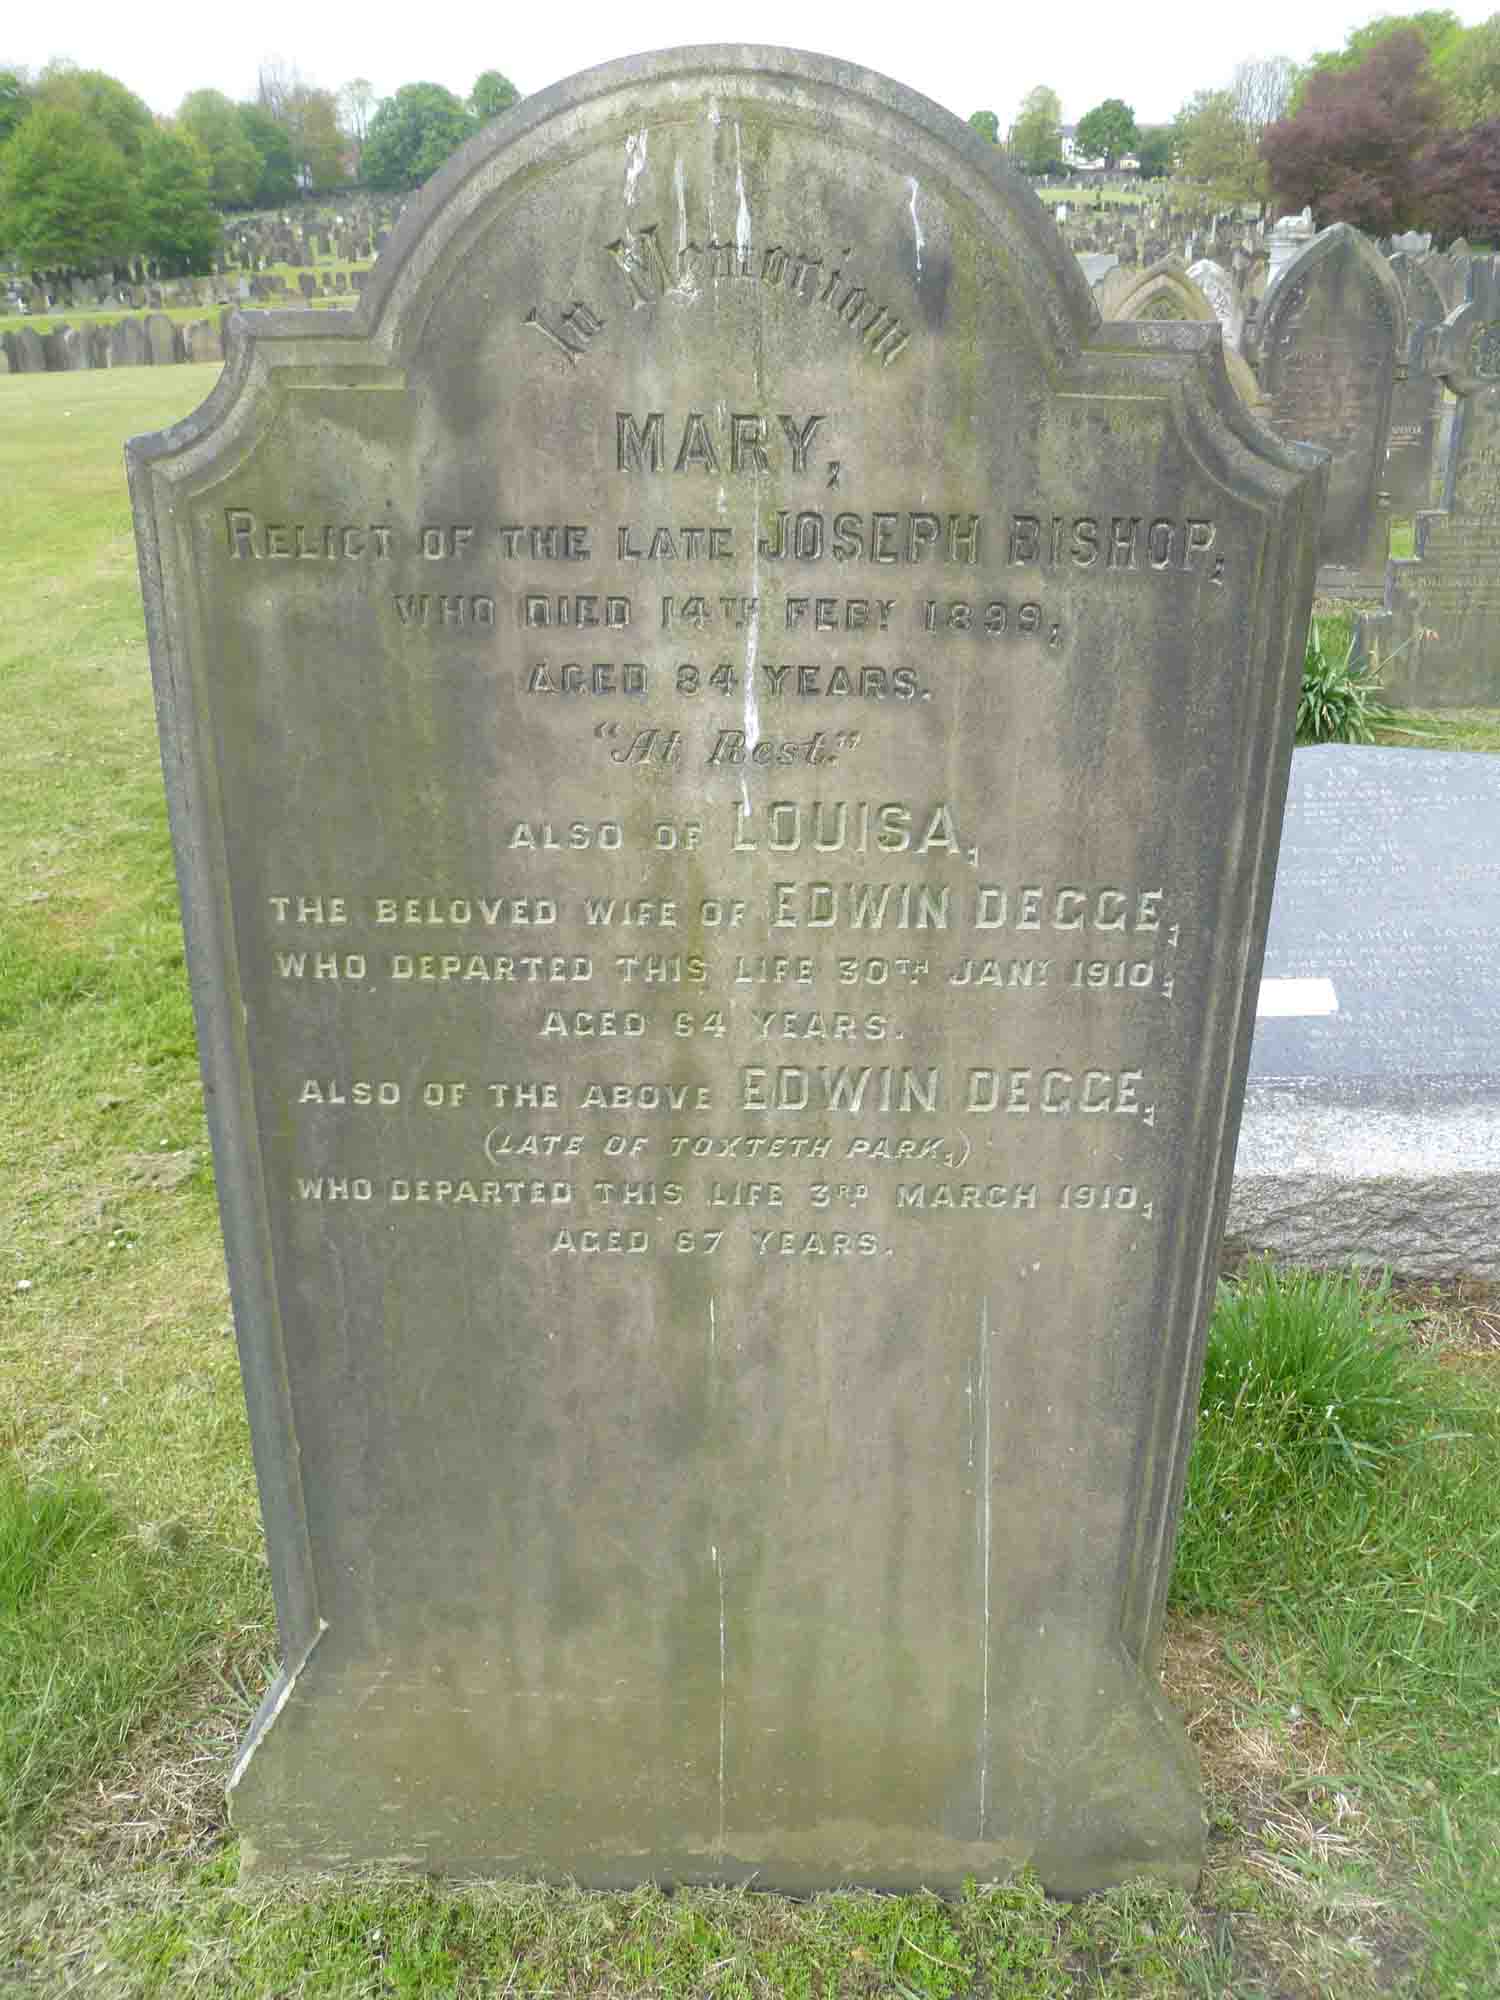 In Memoriam
MARY,
RELICT OF THE LATE JOSEPH BISHOP,
WHO DIED 14TH FEBY 1899,
AGED 84 YEARS.
"At Rest."
ALSO OF LOUISA,
THE BELOVED WIFE OF EDWIN DEGGE,
WHO DEPARTED THIS LIFE 30TH JANY 1910,
AGED 64 YEARS.
ALSO OF THE ABOVE EDWIN DEGGE,
(LATE OF TOXTETH PARK,)
WHO DEPARTED THIS LIFE 3RD MARCH 1910,
AGED 67 YEARS.